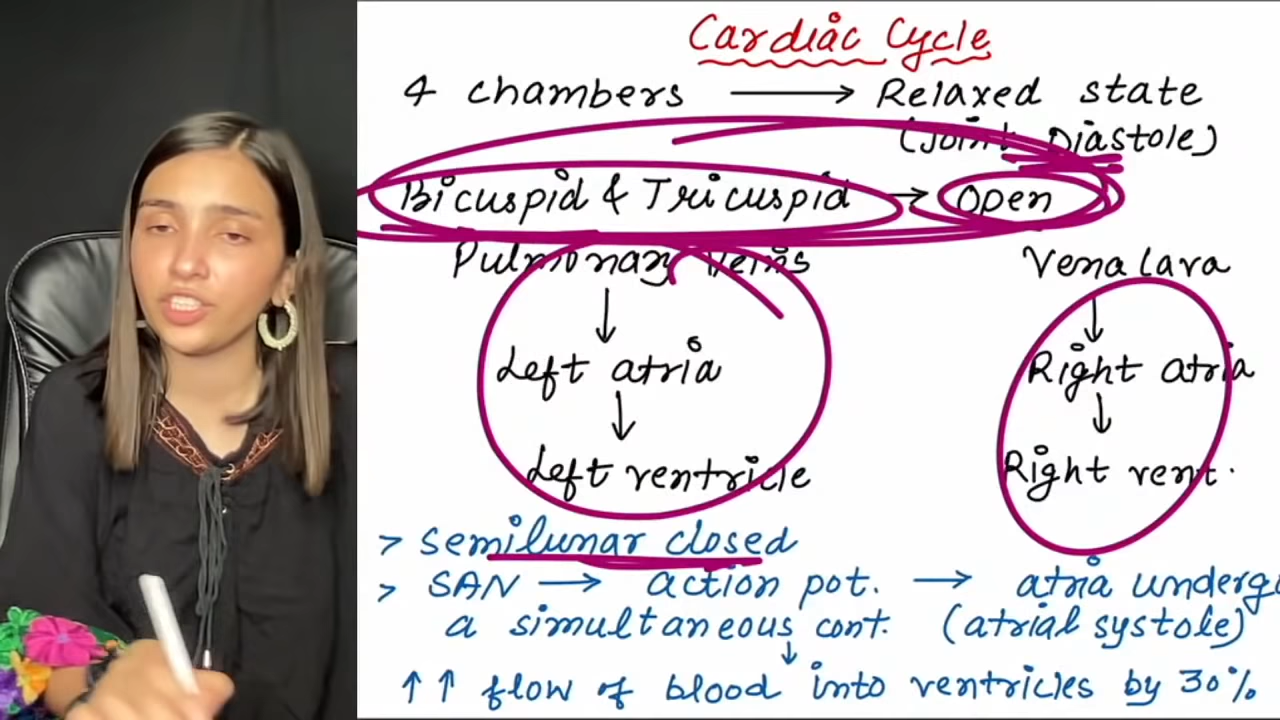 Cardiac Cycle
4 chambers → Relaxed state
(Joint Diastole)
Bicuspid & Tricuspid → Open
Pulmonary Veins Vena Cava
↓ ↓
Left atria Right atria
↓ ↓
Left ventricle Right vent.
> Semilunar closed
> SAN → action pot. → atria underg
a simultaneous cont. (atrial systole)
↓
↑↑ flow of blood into ventricles by 30%